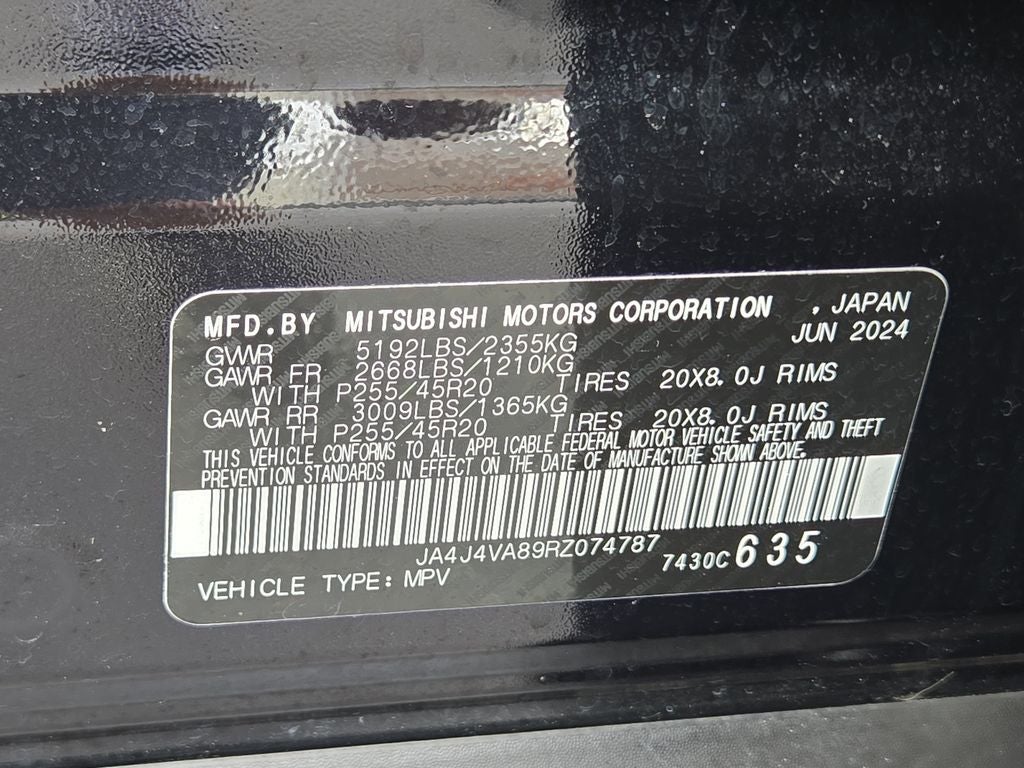 MFD.BY MITSUBISHI MOTORS CORPORATION , JAPAN
JUN 2024
GVWR 5192LBS/2355KG
GAWR FR 2668LBS/1210KG
WITH P255/45R20 TIRES 20X8.0J RIMS
GAWR RR 3009LBS/1365KG
WITH P255/45R20 TIRES 20X8.0J RIMS
THIS VEHICLE CONFORMS TO ALL APPLICABLE FEDERAL MOTOR VEHICLE SAFETY AND THEFT
PREVENTION STANDARDS IN EFFECT ON THE DATE OF MANUFACTURE SHOWN ABOVE.
JA4J4VA89RZ074787
7430C 635
VEHICLE TYPE: MPV